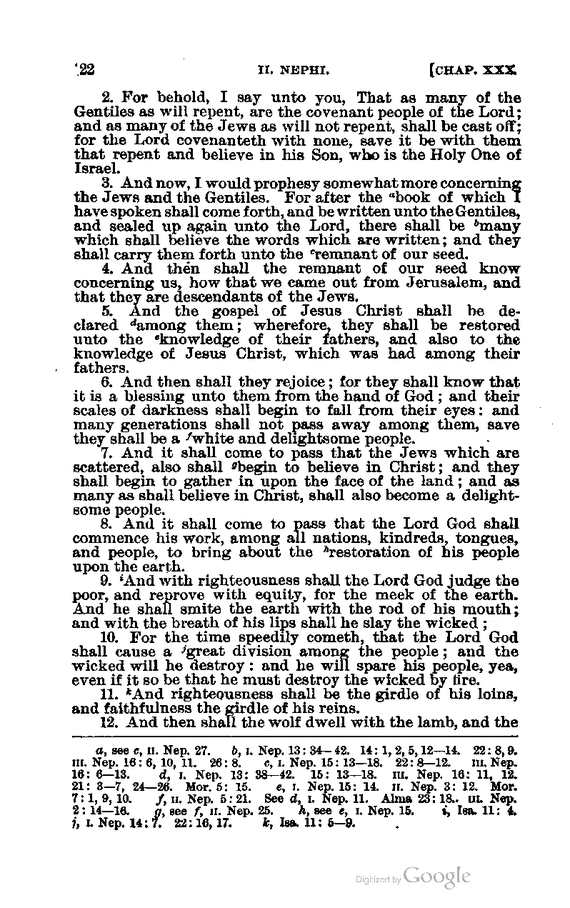 122 II. NEPHI. [CHAP. XXX.
2. For behold, I say unto you, That as many of the
Gentiles as will repent, are the covenant people of the Lord;
and as many of the Jews as will not repent, shall be cast off;
for the Lord covenanteth with none, save it be with them
that repent and believe in his Son, who is the Holy One of
Israel.
3. And now, I would prophesy somewhat more concerning
the Jews and the Gentiles. For after the ᵃbook of which I
have spoken shall come forth, and be written unto the Gentiles,
and sealed up again unto the Lord, there shall be ᵇmany
which shall believe the words which are written; and they
shall carry them forth unto the ᶜremnant of our seed.
4. And then shall the remnant of our seed know
concerning us, how that we came out from Jerusalem, and
that they are descendants of the Jews.
5. And the gospel of Jesus Christ shall be de-
clared ᵈamong them; wherefore, they shall be restored
unto the ᵉknowledge of their fathers, and also to the
knowledge of Jesus Christ, which was had among their
fathers.
6. And then shall they rejoice; for they shall know that
it is a blessing unto them from the hand of God; and their
scales of darkness shall begin to fall from their eyes: and
many generations shall not pass away among them, save
they shall be a ᶠwhite and delightsome people.
7. And it shall come to pass that the Jews which are
scattered, also shall ᵍbegin to believe in Christ; and they
shall begin to gather in upon the face of the land; and as
many as shall believe in Christ, shall also become a delight-
some people.
8. And it shall come to pass that the Lord God shall
commence his work, among all nations, kindreds, tongues,
and people, to bring about the ʰrestoration of his people
upon the earth.
9. ⁱAnd with righteousness shall the Lord God judge the
poor, and reprove with equity, for the meek of the earth.
And he shall smite the earth with the rod of his mouth;
and with the breath of his lips shall he slay the wicked;
10. For the time speedily cometh, that the Lord God
shall cause a ʲgreat division among the people; and the
wicked will he destroy: and he will spare his people, yea,
even if it so be that he must destroy the wicked by fire.
11. ᵏAnd righteousness shall be the girdle of his loins,
and faithfulness the girdle of his reins.
12. And then shall the wolf dwell with the lamb, and the
a, see c, II. Nep. 27. b, I. Nep. 13: 34—42. 14: 1, 2, 5, 12—14. 22: 8, 9.
III. Nep. 16: 6, 10, 11. 26: 8. c, I. Nep. 15: 13—18. 22: 8—12. III. Nep.
16: 6—13. d, I. Nep. 13: 38—42. 15: 13—18. III. Nep. 16: 11, 12.
21: 3—7, 24—26. Mor. 5: 15. e, I. Nep. 15: 14. II. Nep. 3: 12. Mor.
7: 1, 9, 10. f, II. Nep. 5: 21. See d, I. Nep. 11. Alma 23: 18. III. Nep.
2: 14—16. g, see f, II. Nep. 25. h, see e, I. Nep. 15. i, Isa. 11: 4.
j, I. Nep. 14: 7. 22: 16, 17. k, Isa. 11: 5—9.
Digitized by Google